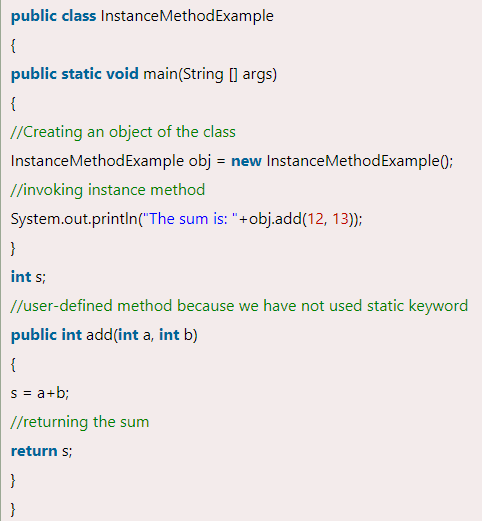 public class InstanceMethodExample
{
public static void main(String [] args)
{
//Creating an object of the class
InstanceMethodExample obj = new InstanceMethodExample();
//invoking instance method
System.out.println("The sum is: "+obj.add(12, 13));
}
int s;
//user-defined method because we have not used static keyword
public int add(int a, int b)
{
s = a+b;
//returning the sum
return s;
}
}